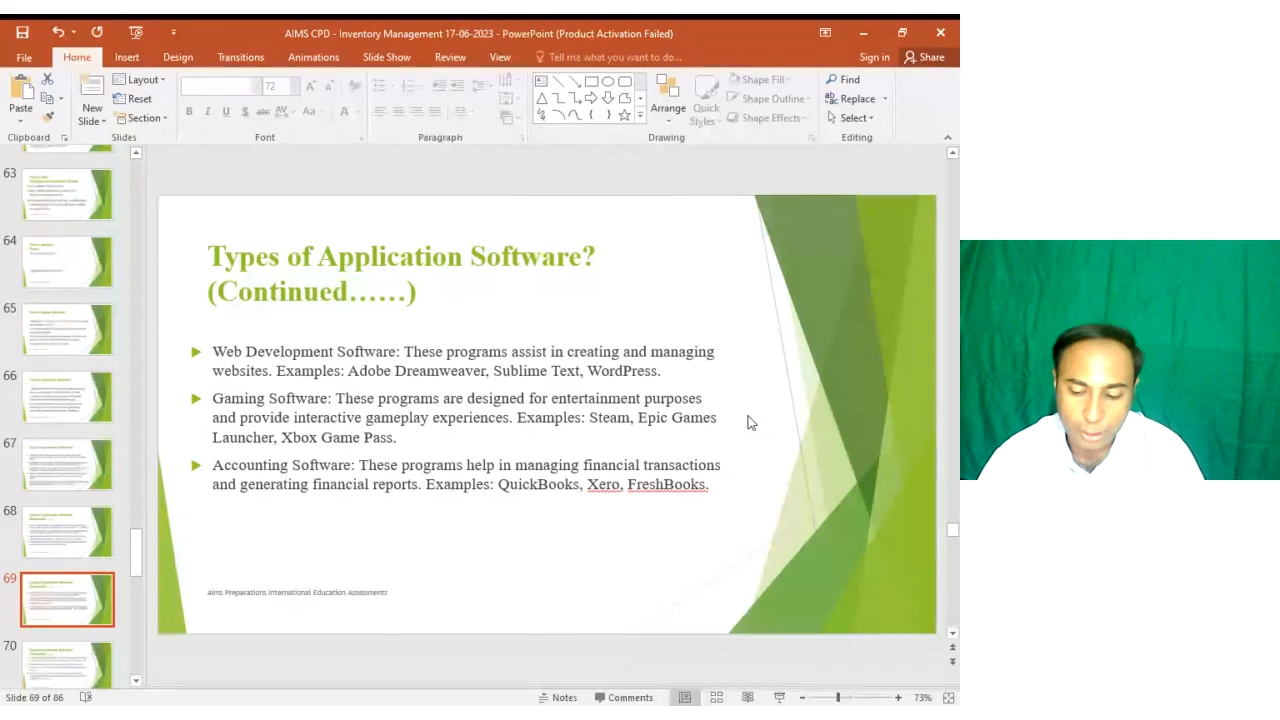 AIMS CPD - Inventory Management 17-06-2023 - PowerPoint (Product Activation Failed)
File Home Insert Design Transitions Animations Slide Show Review View Tell me what you want to do... Sign in Share
Paste
New Slide
Layout
Reset
Section
72
Arrange
Quick Styles
Shape Fill
Shape Outline
Shape Effects
Find
Replace
Select
Clipboard Slides Font Paragraph Drawing Editing
63
64
65
66
67
68
69
70
Types of Application Software?
(Continued……)
Web Development Software: These programs assist in creating and managing
websites. Examples: Adobe Dreamweaver, Sublime Text, WordPress.
Gaming Software: These programs are designed for entertainment purposes
and provide interactive gameplay experiences. Examples: Steam, Epic Games
Launcher, Xbox Game Pass.
Accounting Software: These programs help in managing financial transactions
and generating financial reports. Examples: QuickBooks, Xero, FreshBooks.
Aims Preparations International Education Assessments
Slide 69 of 86 Notes Comments 73%